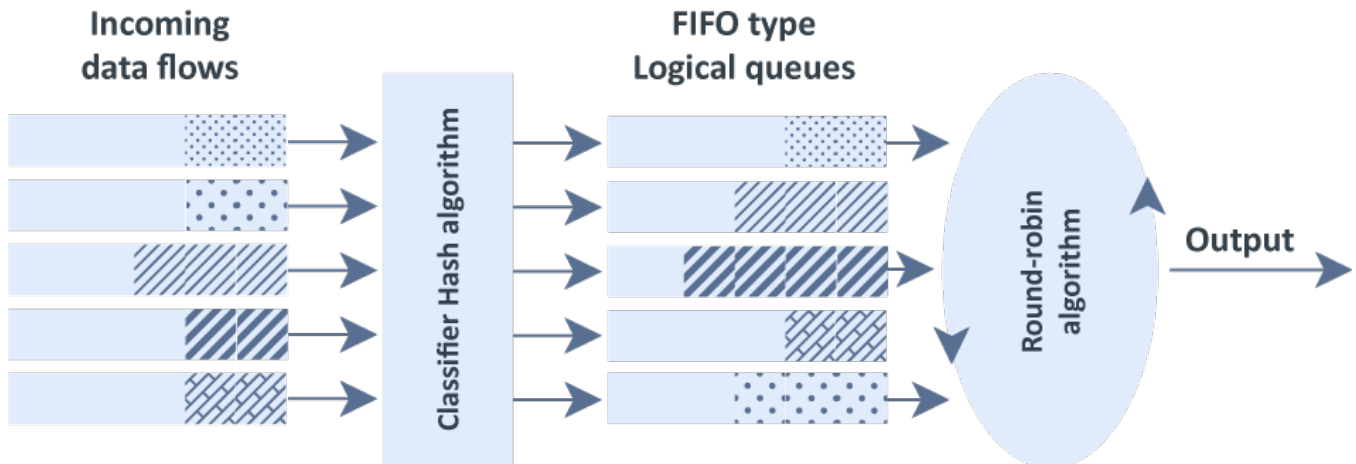 Incoming
data flows
FIFO type
Logical queues
Classifier Hash algorithm
Round-robin
algorithm
Output